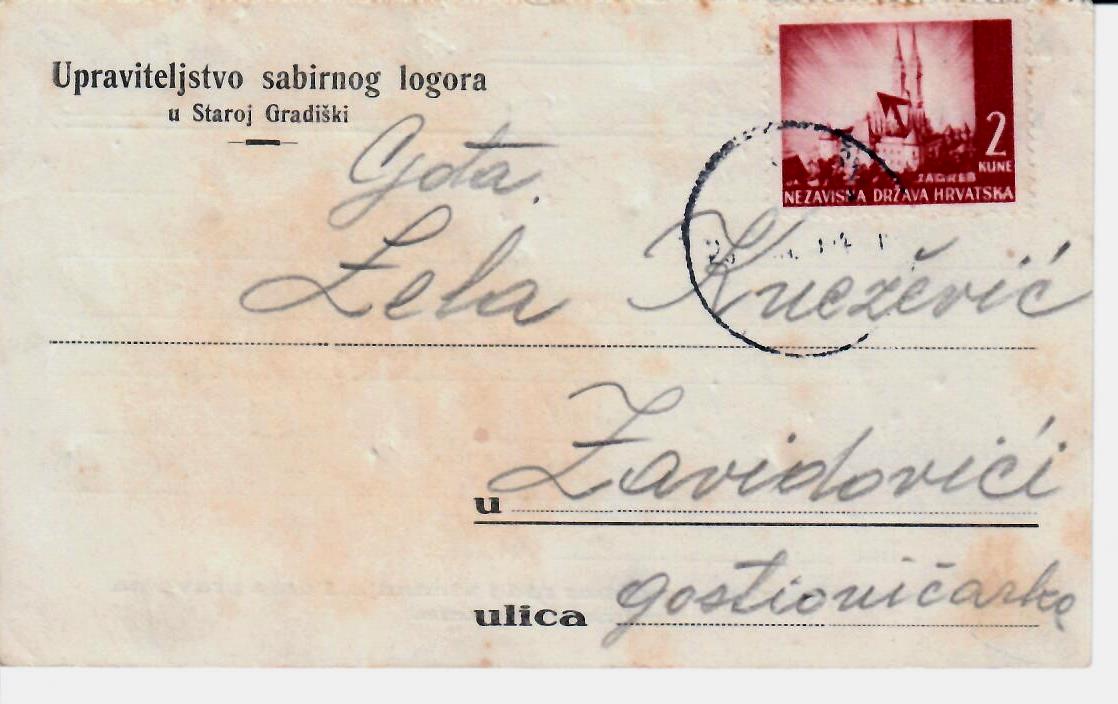 Upraviteljstvo sabirnog logora
u Staroj Gradiški
2
KUNE
ZAGREB
NEZAVISNA DRŽAVA HRVATSKA
Gđa.
Lela Knežević
u Zavidovići
ulica gostioničarka